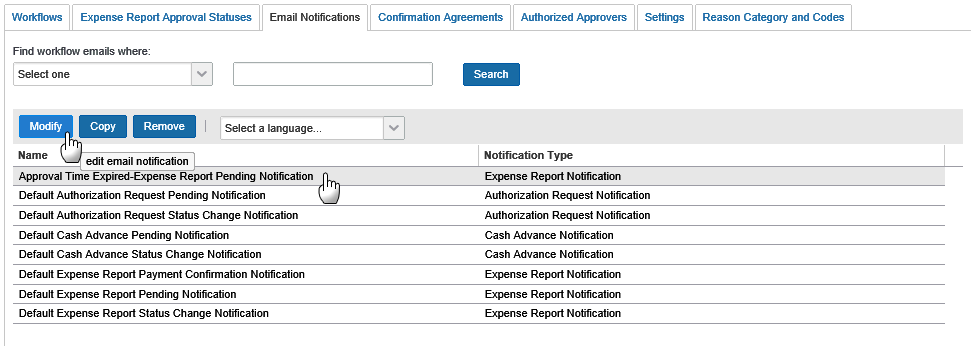 Workflows Expense Report Approval Statuses Email Notifications Confirmation Agreements Authorized Approvers Settings Reason Category and Codes
Find workflow emails where:
Select one Search
Modify Copy Remove | Select a language...
Name Notification Type
edit email notification
Approval Time Expired-Expense Report Pending Notification Expense Report Notification
Default Authorization Request Pending Notification Authorization Request Notification
Default Authorization Request Status Change Notification Authorization Request Notification
Default Cash Advance Pending Notification Cash Advance Notification
Default Cash Advance Status Change Notification Cash Advance Notification
Default Expense Report Payment Confirmation Notification Expense Report Notification
Default Expense Report Pending Notification Expense Report Notification
Default Expense Report Status Change Notification Expense Report Notification